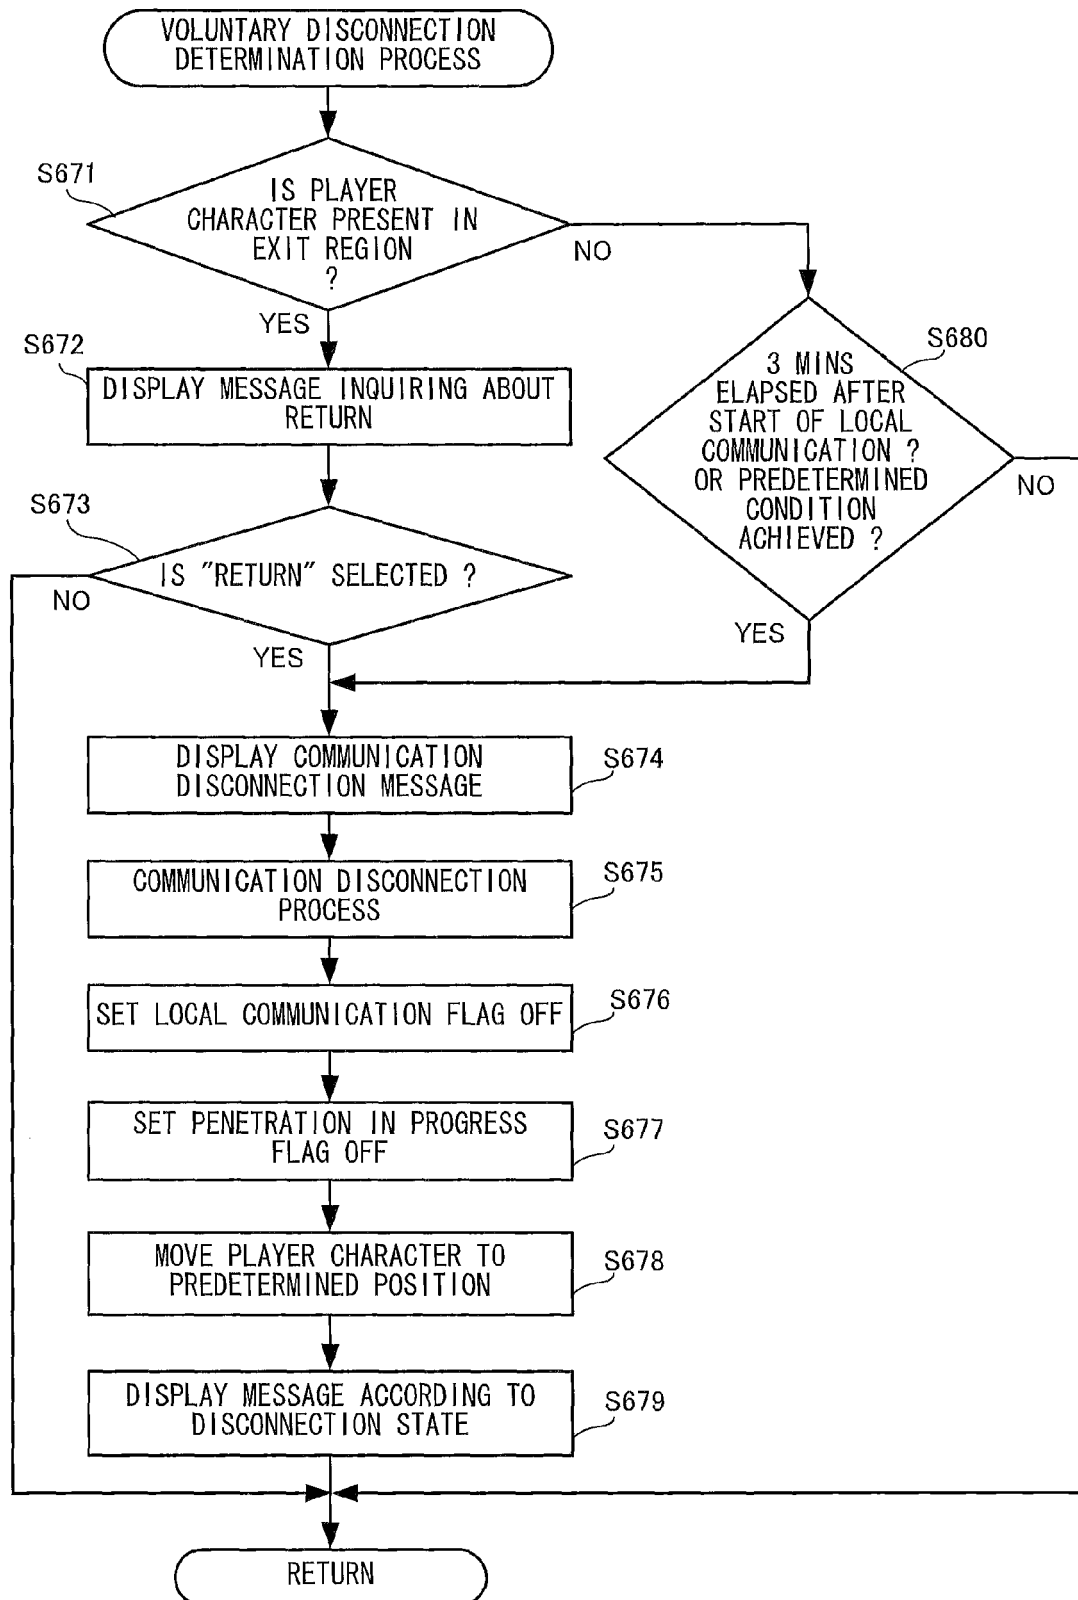 VOLUNTARY DISCONNECTION
DETERMINATION PROCESS
S671
IS PLAYER
CHARACTER PRESENT IN
EXIT REGION
?
NO
YES
S672
DISPLAY MESSAGE INQUIRING ABOUT
RETURN
S680
3 MINS
ELAPSED AFTER
START OF LOCAL
COMMUNICATION ?
OR PREDETERMINED
CONDITION
ACHIEVED ?
NO
YES
S673
IS "RETURN" SELECTED ?
NO
YES
DISPLAY COMMUNICATION
DISCONNECTION MESSAGE
S674
COMMUNICATION DISCONNECTION
PROCESS
S675
SET LOCAL COMMUNICATION FLAG OFF
S676
SET PENETRATION IN PROGRESS
FLAG OFF
S677
MOVE PLAYER CHARACTER TO
PREDETERMINED POSITION
S678
DISPLAY MESSAGE ACCORDING TO
DISCONNECTION STATE
S679
RETURN